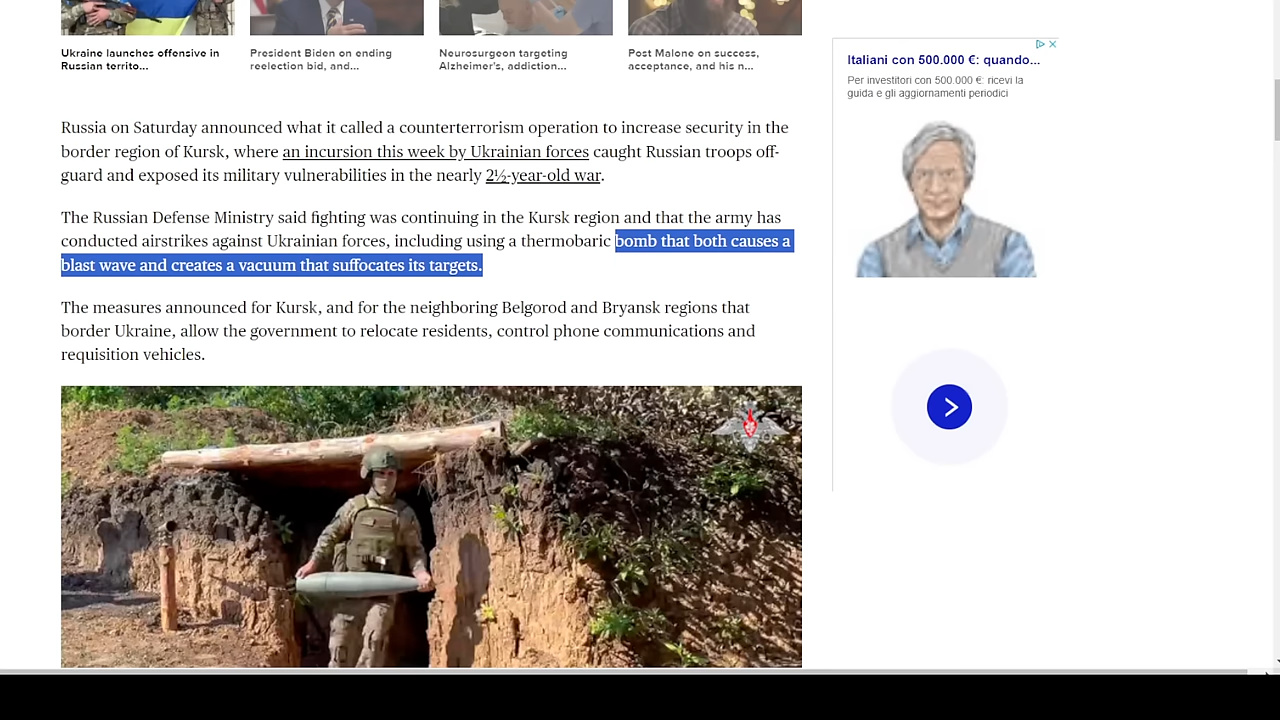 Ukraine launches offensive in
Russian territo...
President Biden on ending
reelection bid, and...
Neurosurgeon targeting
Alzheimer's, addiction...
Post Malone on success,
acceptance, and his n...
Italiani con 500.000 €: quando...
Per investitori con 500.000 €: ricevi la
guida e gli aggiornamenti periodici
Russia on Saturday announced what it called a counterterrorism operation to increase security in the
border region of Kursk, where an incursion this week by Ukrainian forces caught Russian troops off-
guard and exposed its military vulnerabilities in the nearly 2½-year-old war.
The Russian Defense Ministry said fighting was continuing in the Kursk region and that the army has
conducted airstrikes against Ukrainian forces, including using a thermobaric bomb that both causes a
blast wave and creates a vacuum that suffocates its targets.
The measures announced for Kursk, and for the neighboring Belgorod and Bryansk regions that
border Ukraine, allow the government to relocate residents, control phone communications and
requisition vehicles.